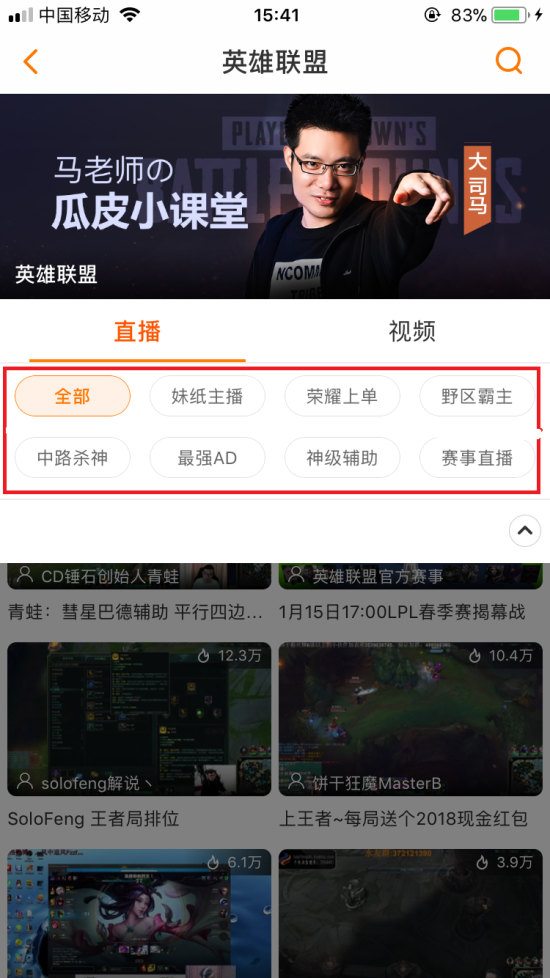 中国移动 15:41 83%
英雄联盟
PLAYE OWN'S
BATTLE UNDS
马老师の
瓜皮小课堂
大司马
NCOM
英雄联盟
直播 视频
全部 妹纸主播 荣耀上单 野区霸主
中路杀神 最强AD 神级辅助 赛事直播
CD锤石创始人青蛙 英雄联盟官方赛事
青蛙：彗星巴德辅助 平行四边... 1月15日17:00LPL春季赛揭幕战
12.3万 10.4万
solofeng解说丶 饼干狂魔MasterB
SoloFeng 王者局排位 上王者~每局送个2018现金红包
6.1万 3.9万